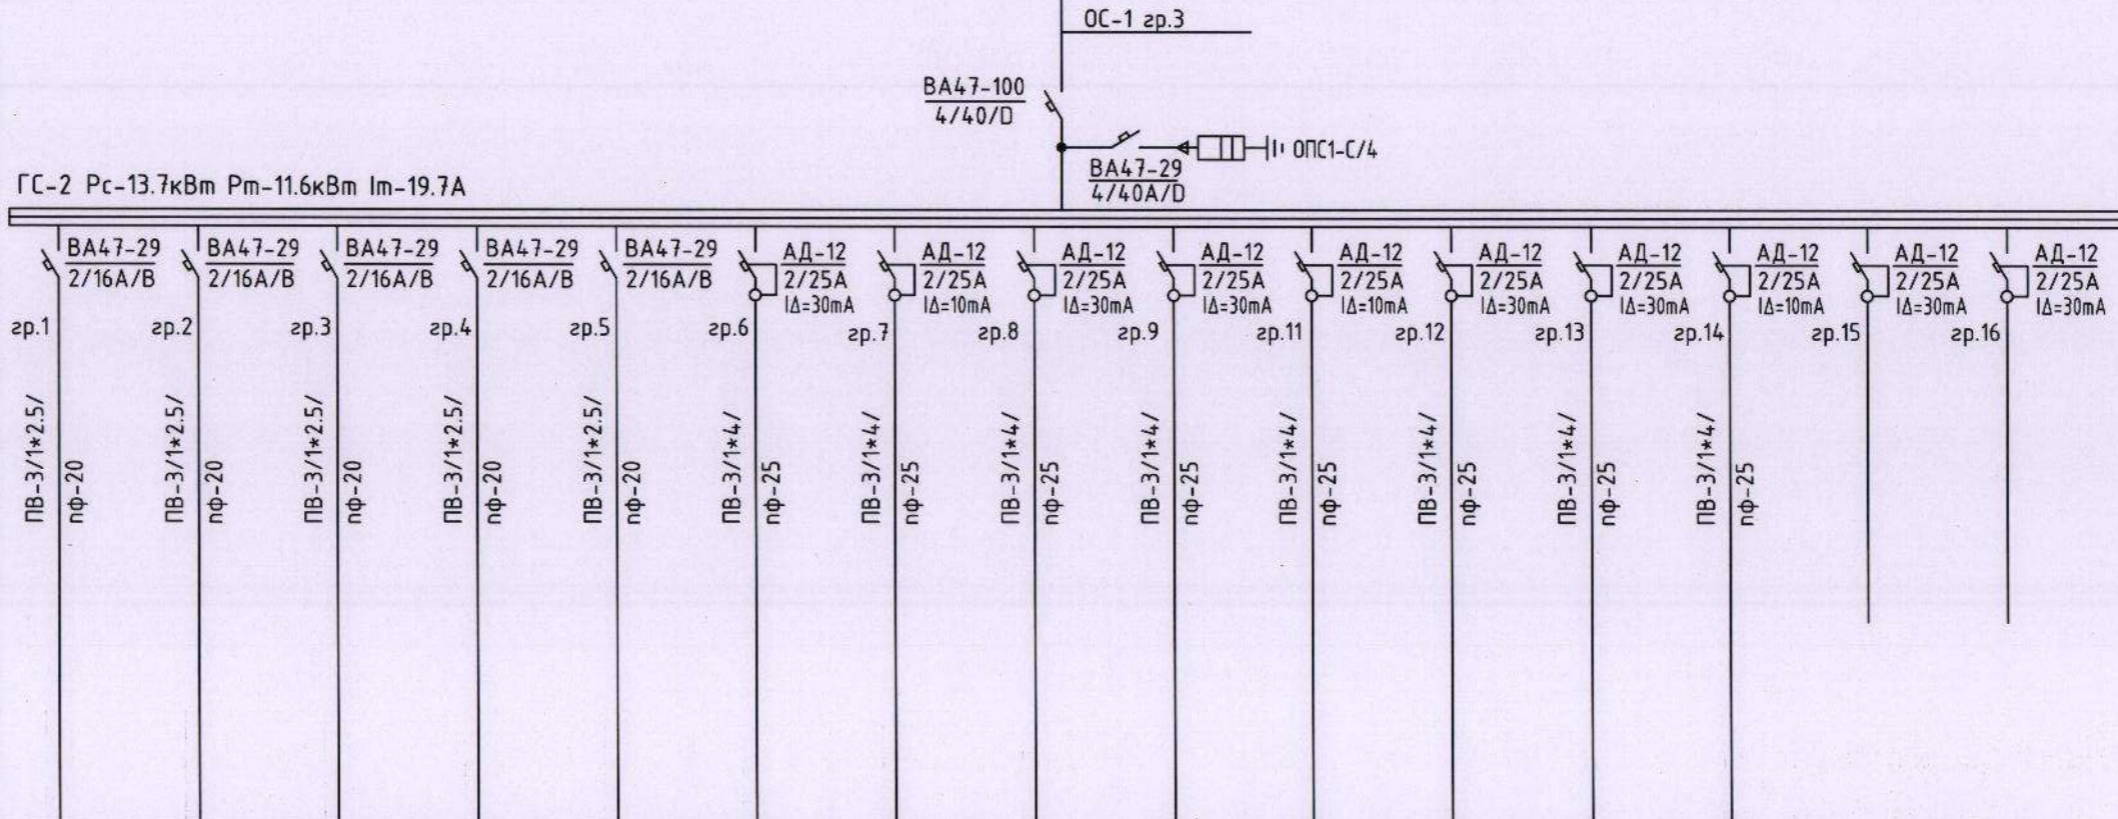 ОС-1 гр.3
ВА47-100
4/40/D
ОПС1-С/4
ВА47-29
4/40А/D
ГС-2 Рс-13.7кВт Рт-11.6кВт Iт-19.7А
ВА47-29
2/16А/В
гр.1
ПВ-3/1*2.5/
пф-20
ВА47-29
2/16А/В
гр.2
ПВ-3/1*2.5/
пф-20
ВА47-29
2/16А/В
гр.3
ПВ-3/1*2.5/
пф-20
ВА47-29
2/16А/В
гр.4
ПВ-3/1*2.5/
пф-20
ВА47-29
2/16А/В
гр.5
ПВ-3/1*2.5/
пф-20
АД-12
2/25А
IΔ=30mA
гр.6
ПВ-3/1*4/
пф-25
АД-12
2/25А
IΔ=10mA
гр.7
ПВ-3/1*4/
пф-25
АД-12
2/25А
IΔ=30mA
гр.8
ПВ-3/1*4/
пф-25
АД-12
2/25А
IΔ=30mA
гр.9
ПВ-3/1*4/
пф-25
АД-12
2/25А
IΔ=10mA
гр.11
ПВ-3/1*4/
пф-25
АД-12
2/25А
IΔ=30mA
гр.12
ПВ-3/1*4/
пф-25
АД-12
2/25А
IΔ=30mA
гр.13
ПВ-3/1*4/
пф-25
АД-12
2/25А
IΔ=10mA
гр.14
ПВ-3/1*4/
пф-25
АД-12
2/25А
IΔ=30mA
гр.15
АД-12
2/25А
IΔ=30mA
гр.16